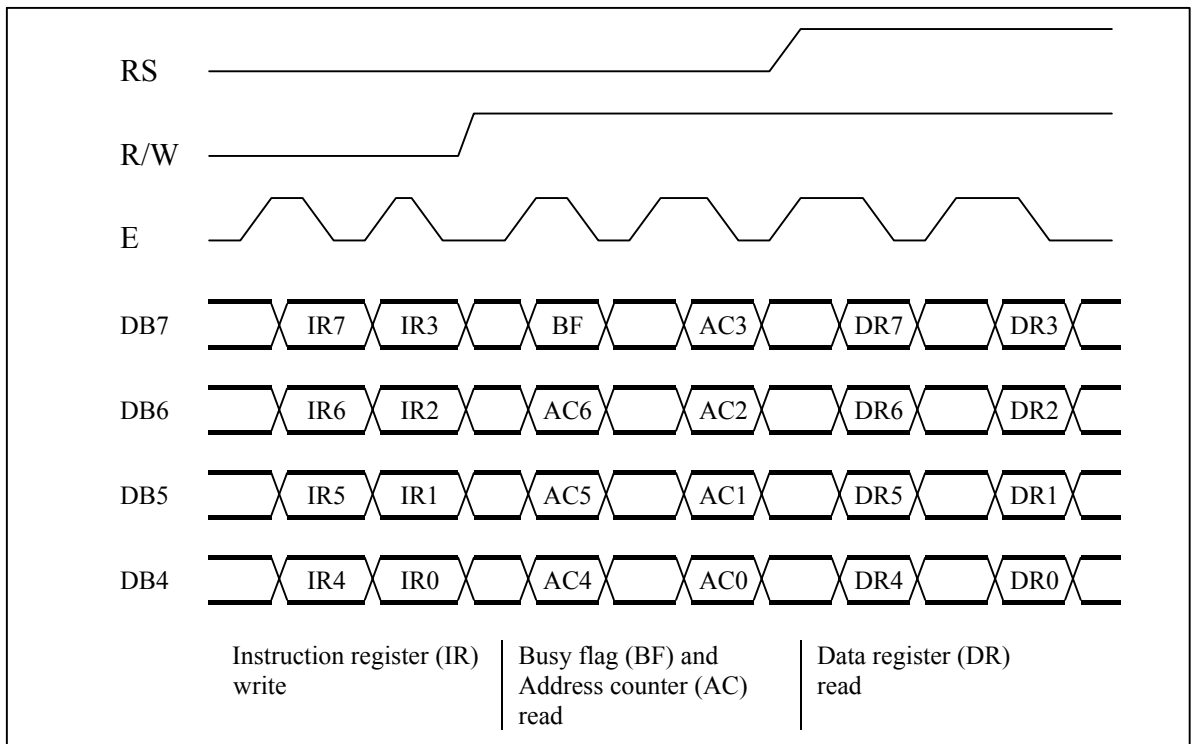 RS
R/W
E
DB7 IR7 IR3 BF AC3 DR7 DR3
DB6 IR6 IR2 AC6 AC2 DR6 DR2
DB5 IR5 IR1 AC5 AC1 DR5 DR1
DB4 IR4 IR0 AC4 AC0 DR4 DR0
Instruction register (IR)
write
Busy flag (BF) and
Address counter (AC)
read
Data register (DR)
read